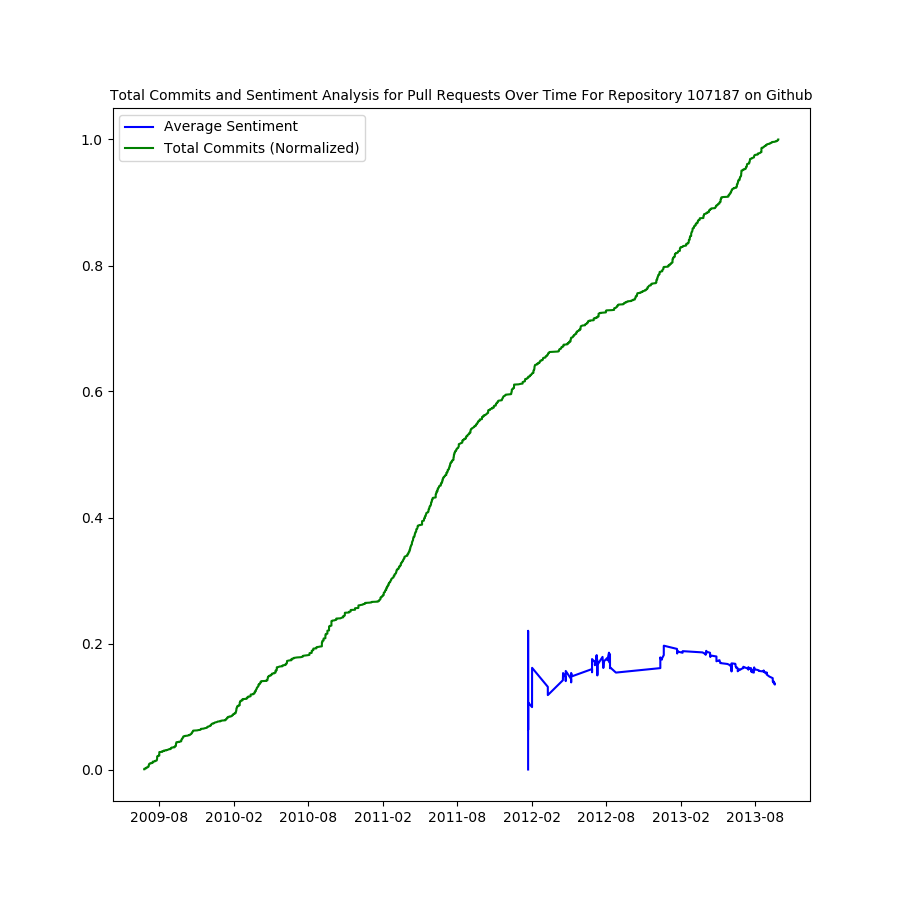 Total Commits and Sentiment Analysis for Pull Requests Over Time For Repository 107187 on Github
Average Sentiment
Total Commits (Normalized)
1.0
0.8
0.6
0.4
0.2
0.0
2009-08 2010-02 2010-08 2011-02 2011-08 2012-02 2012-08 2013-02 2013-08